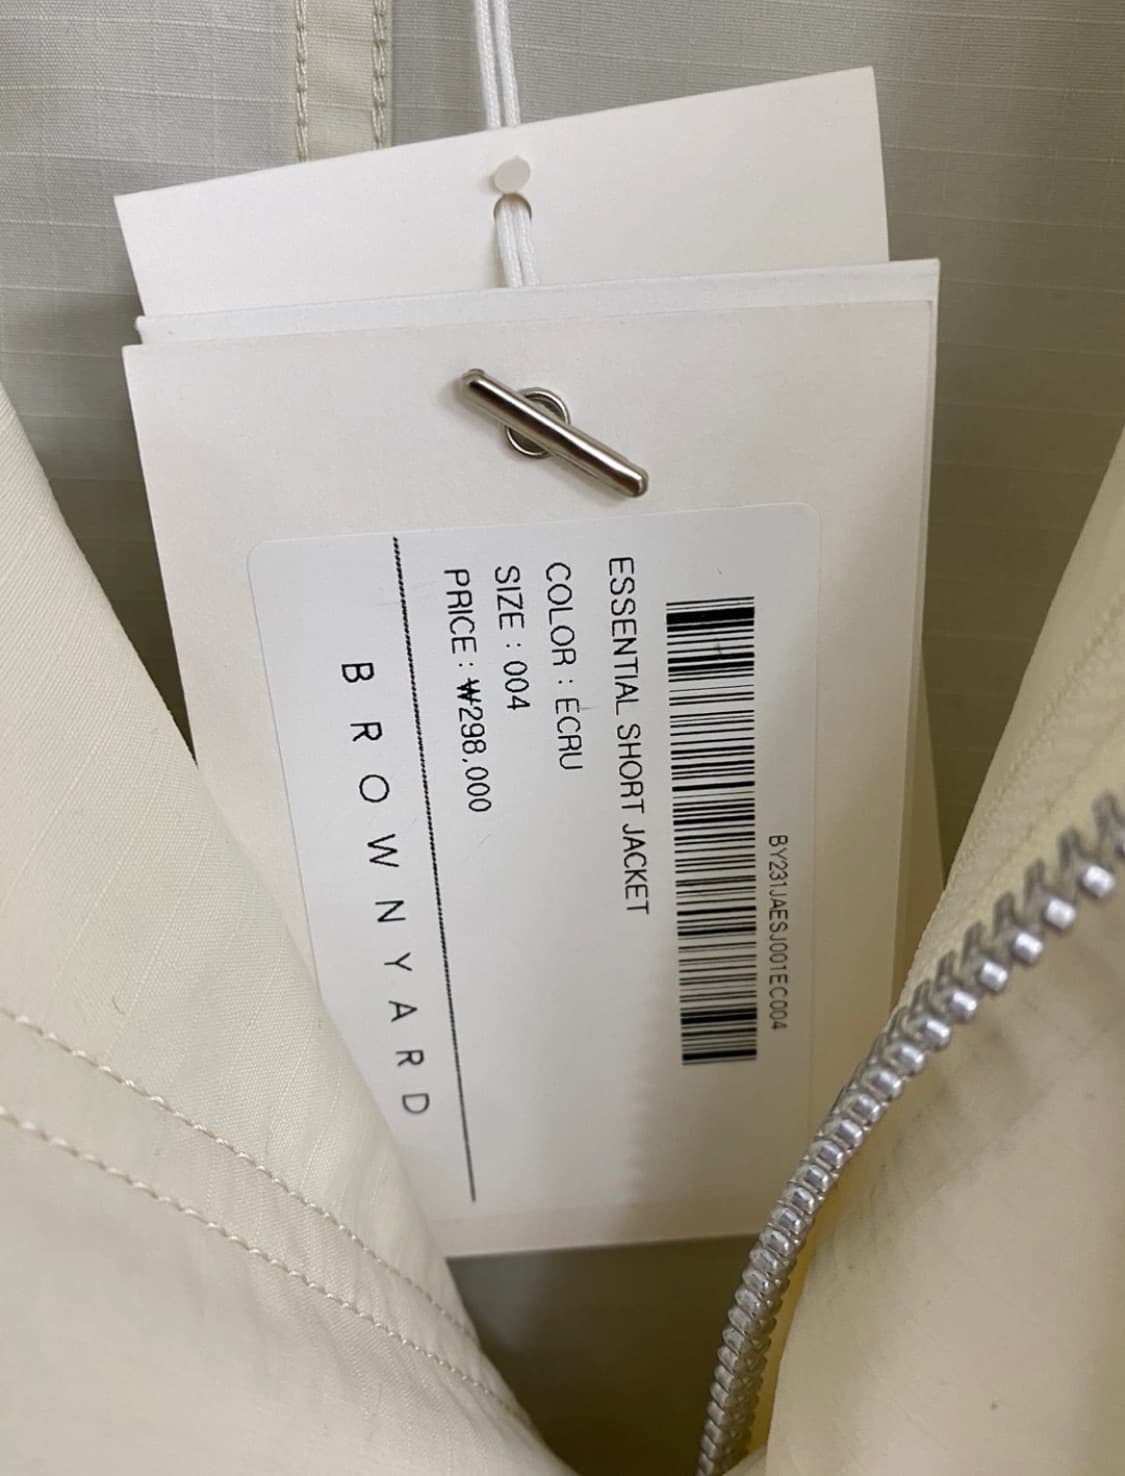 BY231JAESJ001EC004
ESSENTIAL SHORT JACKET
COLOR : ECRU
SIZE : 004
PRICE : ₩298,000
BROWNYARD